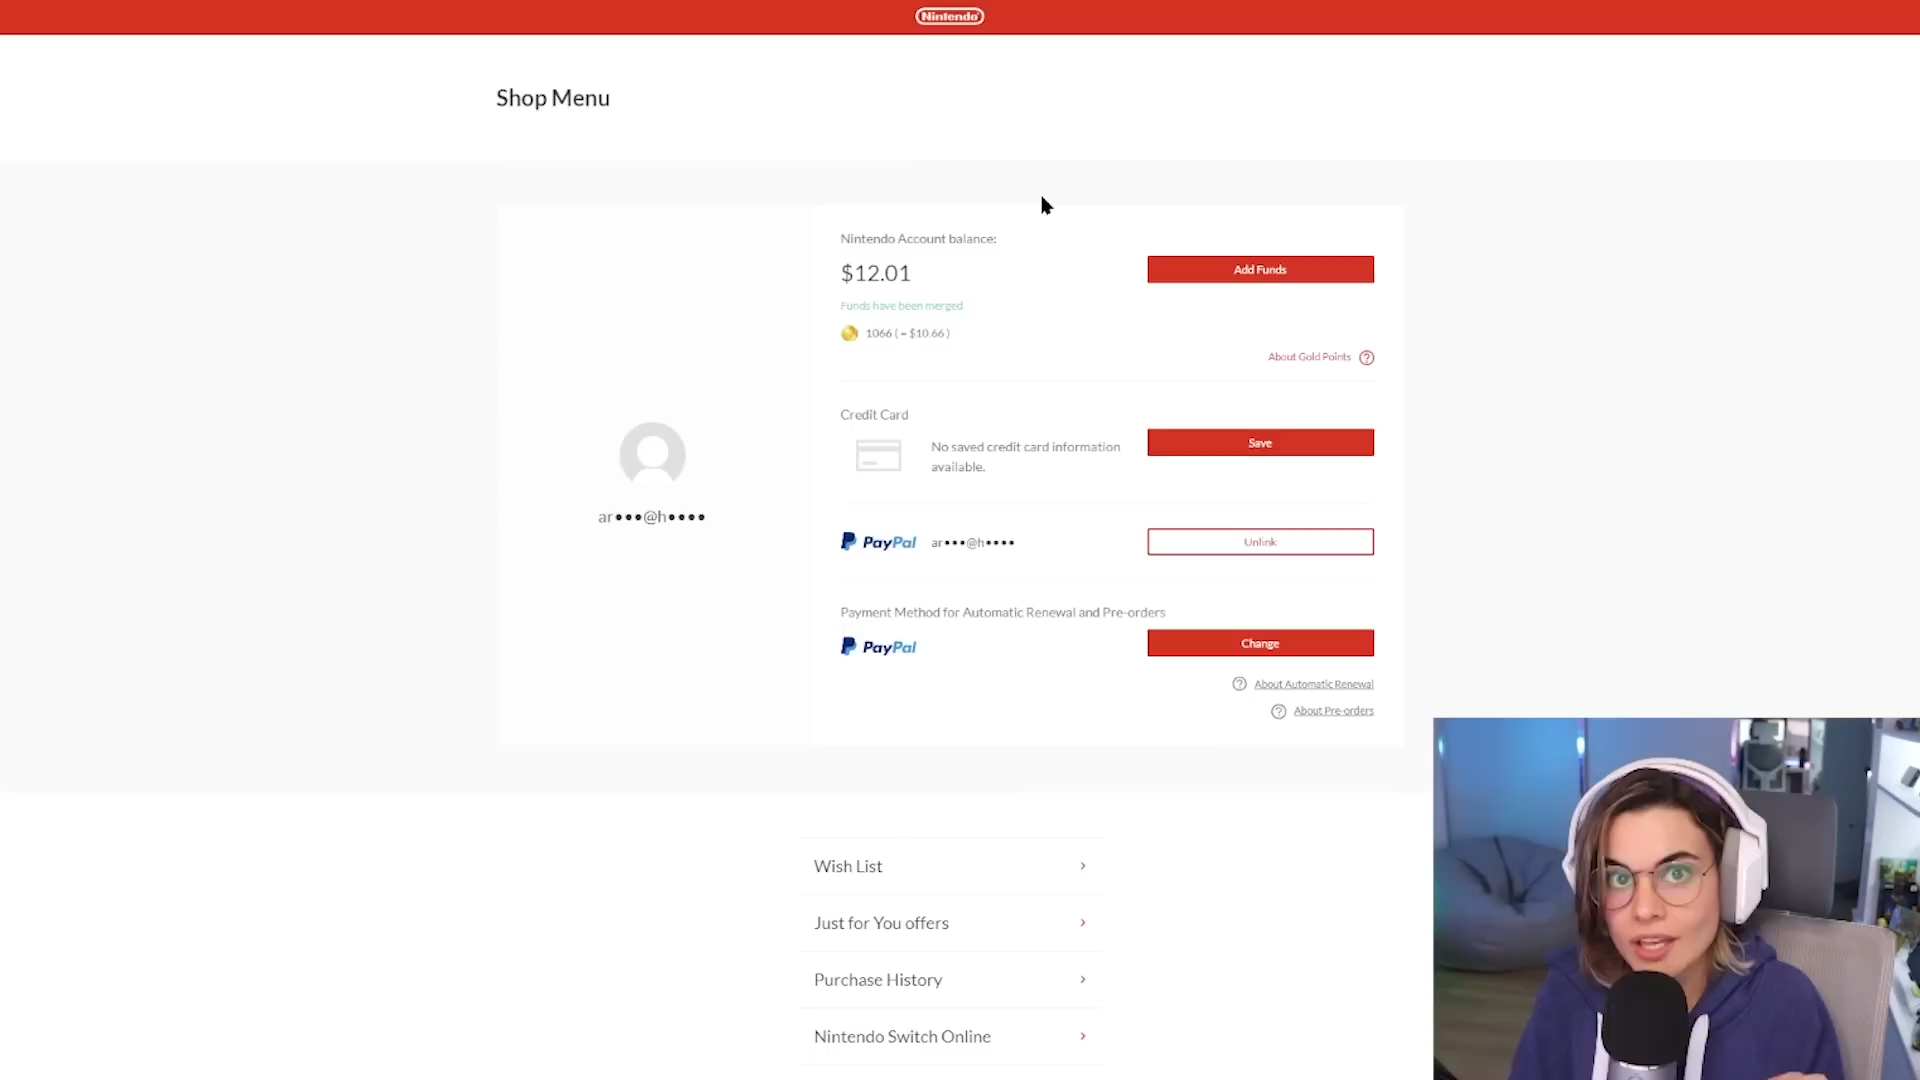 Nintendo
Shop Menu
Nintendo Account balance:
$12.01
Add Funds
Funds have been merged
1066 ( = $10.66 )
About Gold Points ?
Credit Card
No saved credit card information
available.
Save
ar•••@h••••
PayPal ar•••@h••••
Unlink
Payment Method for Automatic Renewal and Pre-orders
PayPal
Change
? About Automatic Renewal
? About Pre-orders
Wish List
Just for You offers
Purchase History
Nintendo Switch Online